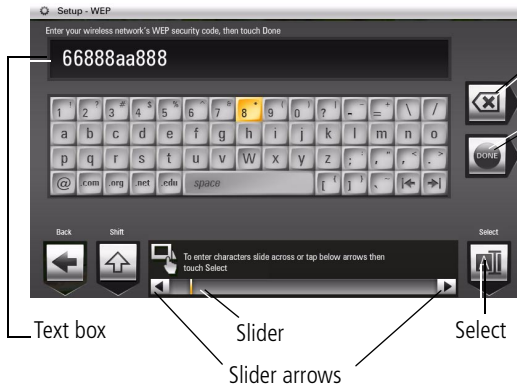 Setup - WEP
Enter your wireless network's WEP security code, then touch Done
66888aa888
1 ! 2 ? 3 # 4 $ 5 % 6 ^ 7 & 8 * 9 ( 0 ) ? ! - _ = + \ /
a b c d e f g h i j k l m n o
p q r s t u v W x y z ; : , " , < . >
@ .com .org .net .edu space [ { ] } ` ~
DONE
Back Shift Select
To enter characters slide across or tap below arrows then
touch Select
Text box Slider Select
Slider arrows